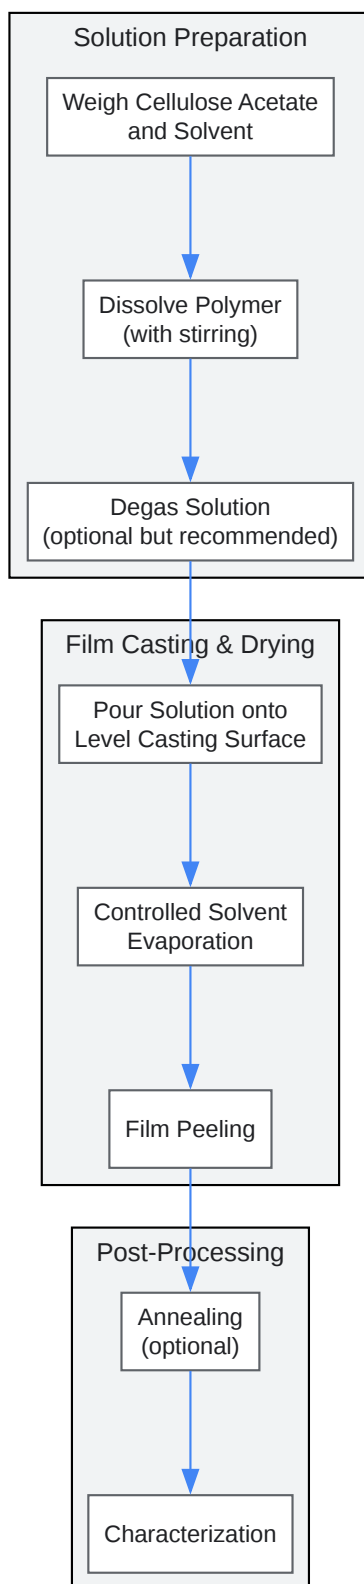 Solution Preparation
Weigh Cellulose Acetate
and Solvent
Dissolve Polymer
(with stirring)
Degas Solution
(optional but recommended)
Film Casting & Drying
Pour Solution onto
Level Casting Surface
Controlled Solvent
Evaporation
Film Peeling
Post-Processing
Annealing
(optional)
Characterization